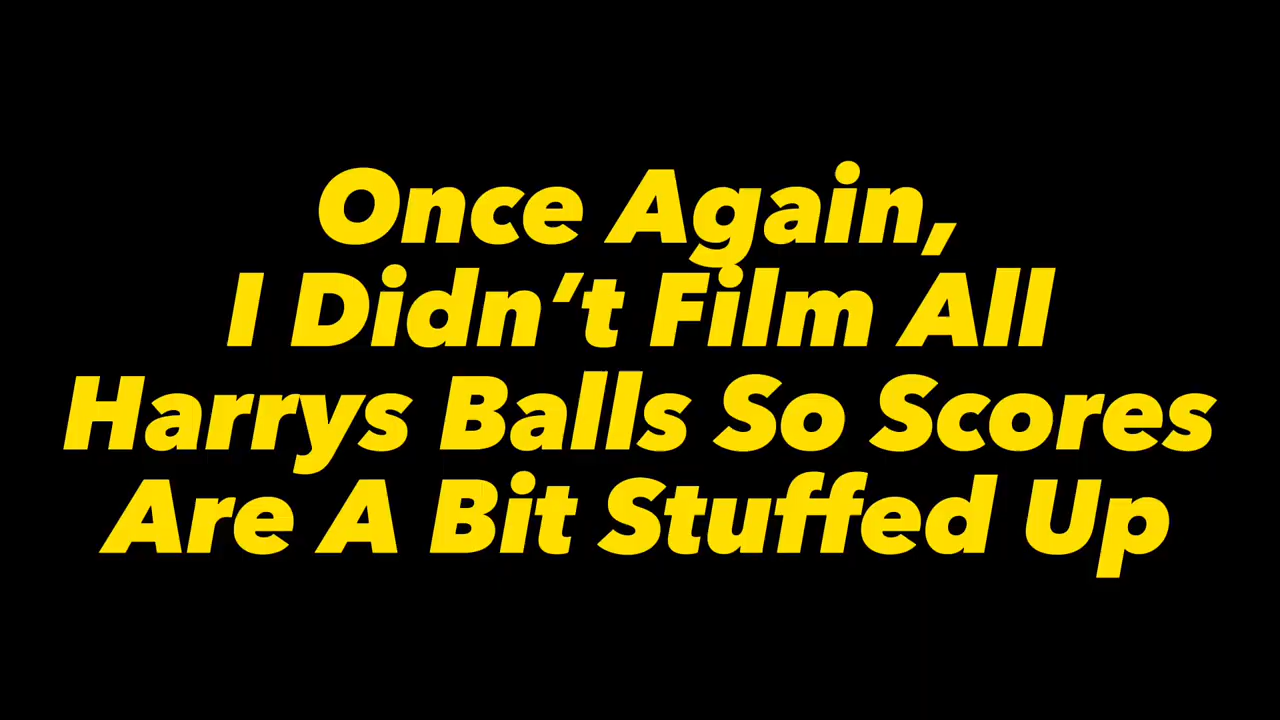 Once Again,
I Didn’t Film All
Harrys Balls So Scores
Are A Bit Stuffed Up